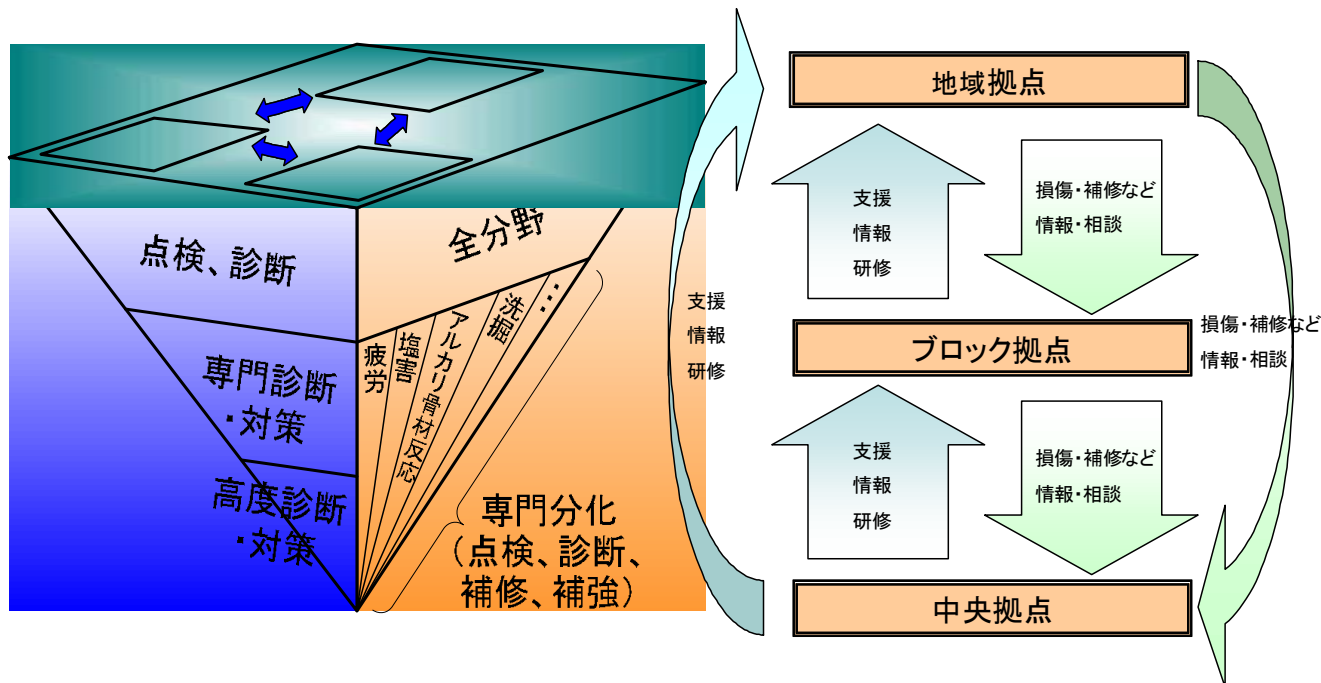 点検、診断
専門診断
・対策
高度診断
・対策
全分野
疲労
塩害
アルカリ骨材反応
洗掘
…
専門分化
（点検、診断、
補修、補強）
地域拠点
支援
情報
研修
損傷・補修など
情報・相談
支援
情報
研修
ブロック拠点
損傷・補修など
情報・相談
支援
情報
研修
損傷・補修など
情報・相談
中央拠点